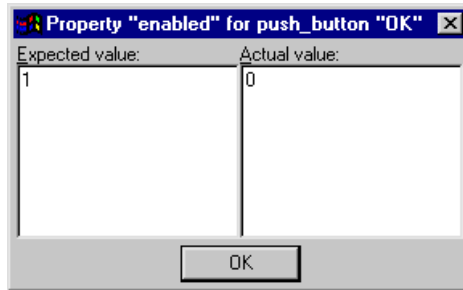 Property "enabled" for push_button "OK"
Expected value: Actual value:
1 0
OK